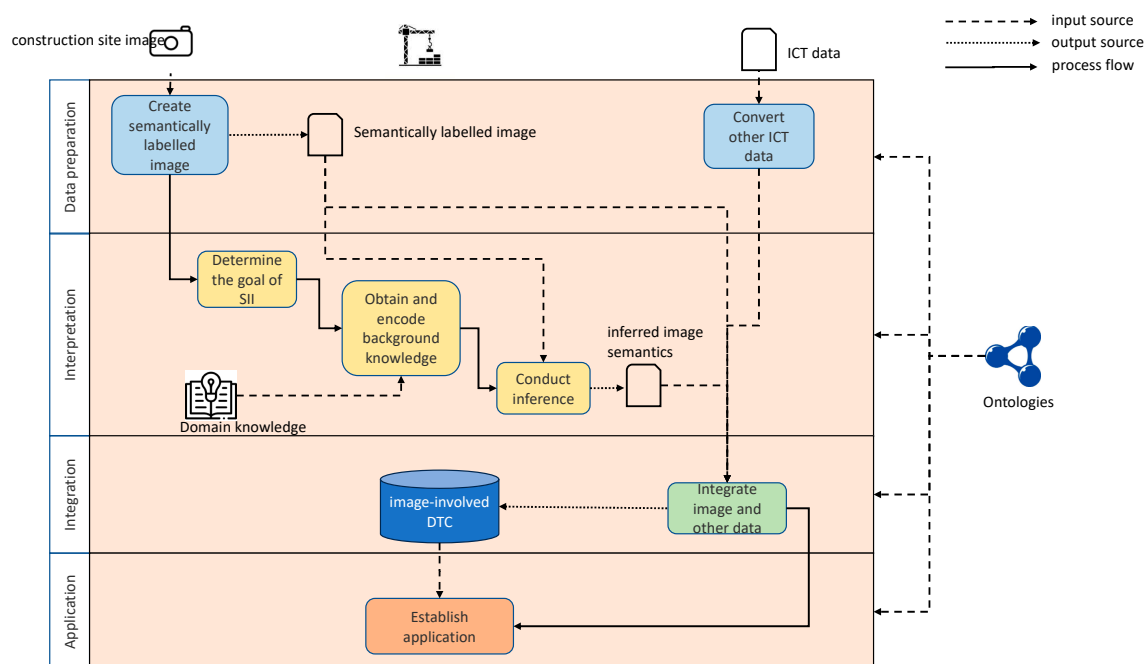 input source
construction site image
output source
ICT data
process flow
Data preparation
Create
semantically
labelled
image
Semantically labelled image
Convert
other ICT
data
Interpretation
Determine
the goal of
SII
Obtain and
encode
background
knowledge
inferred image
semantics
Conduct
inference
Domain knowledge
Ontologies
Integration
image-involved
DTC
Integrate
image and
other data
Application
Establish
application